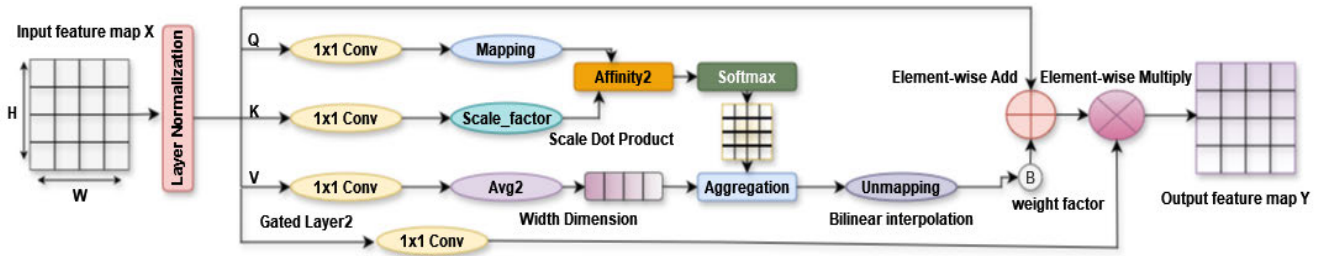 Input feature map X
H
W
Layer Normalization
Q
1x1 Conv
Mapping
Affinity2
Softmax
Element-wise Add
Element-wise Multiply
K
1x1 Conv
Scale_factor
Scale Dot Product
V
1x1 Conv
Avg2
Width Dimension
Aggregation
Unmapping
Bilinear interpolation
B
weight factor
Output feature map Y
Gated Layer2
1x1 Conv